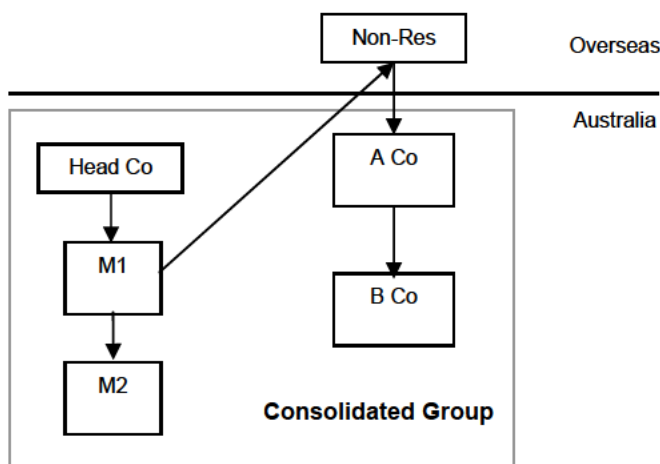 Non-Res
Overseas
Australia
Head Co
A Co
M1
B Co
M2
Consolidated Group